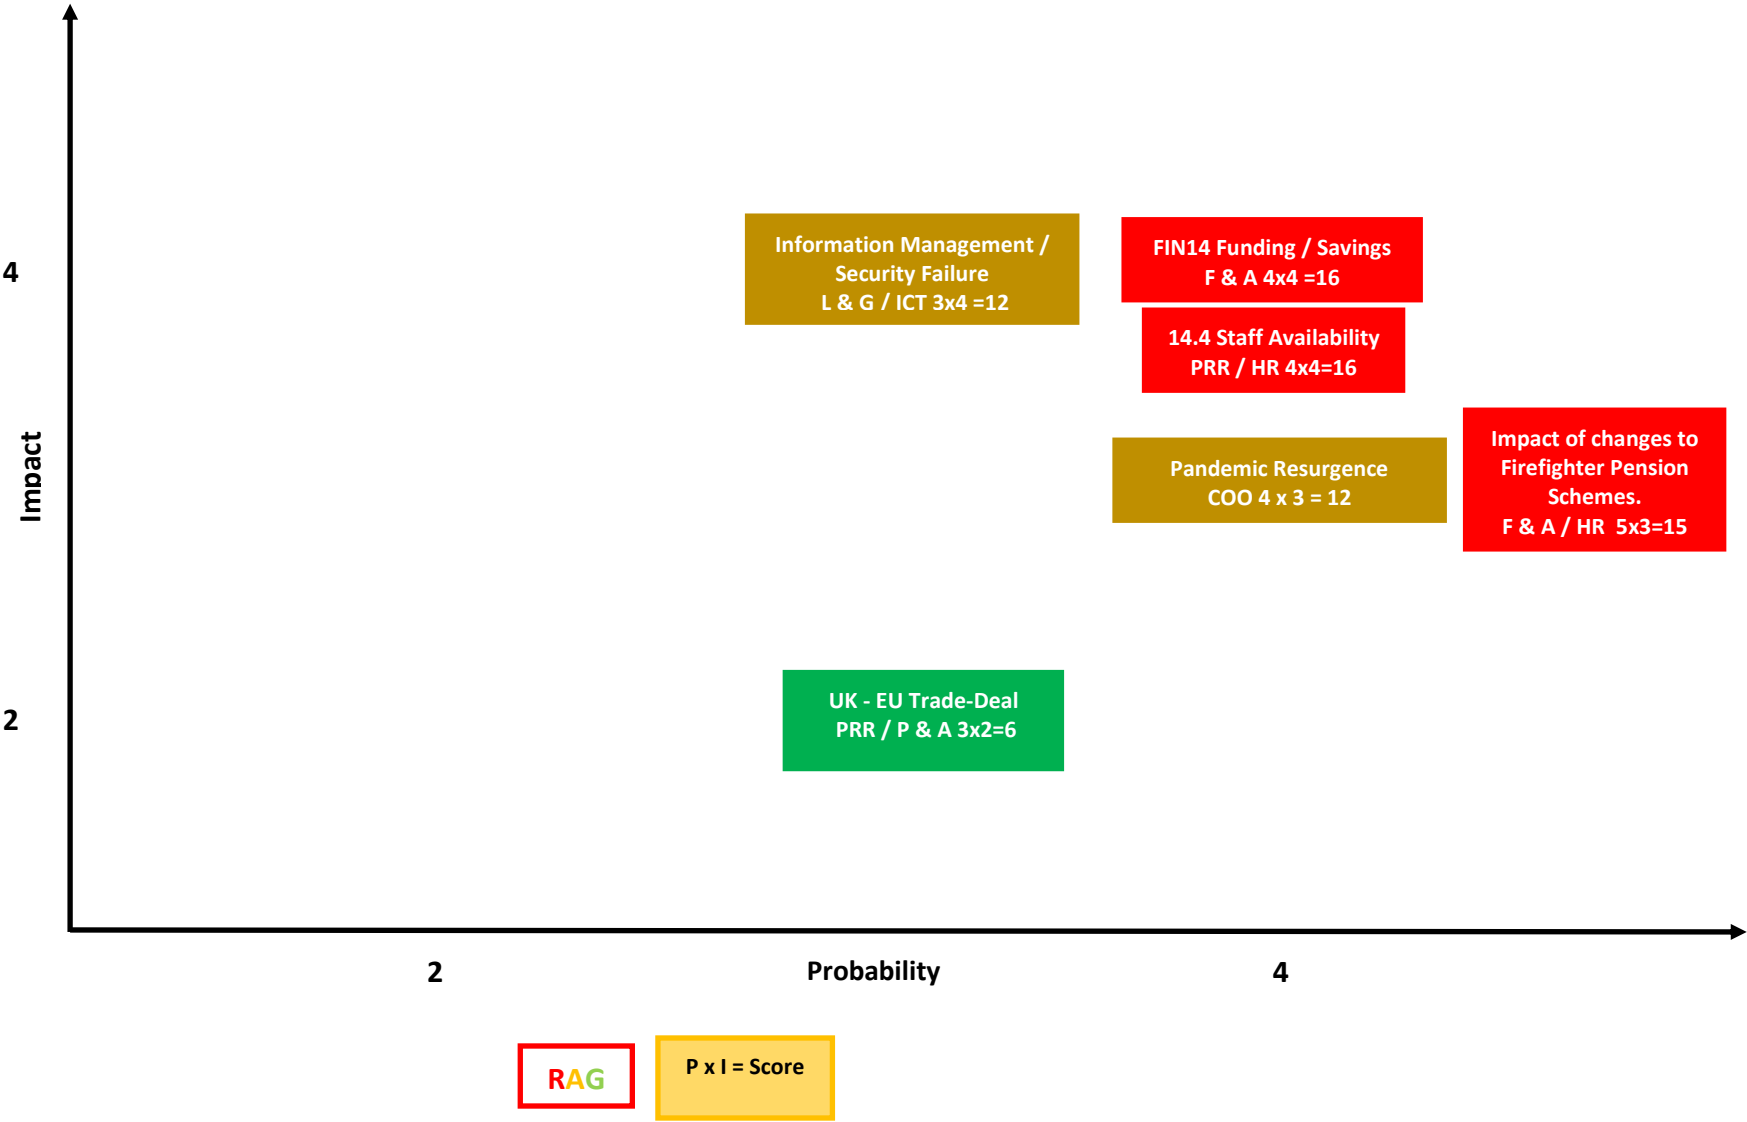 4
Information Management /
Security Failure
L & G / ICT 3x4 =12
FIN14 Funding / Savings
F & A 4x4 =16
14.4 Staff Availability
PRR / HR 4x4=16
Impact
Pandemic Resurgence
COO 4 x 3 = 12
Impact of changes to
Firefighter Pension
Schemes.
F & A / HR  5x3=15
2
UK - EU Trade-Deal
PRR / P & A 3x2=6
2
Probability
4
RAG
P x I = Score